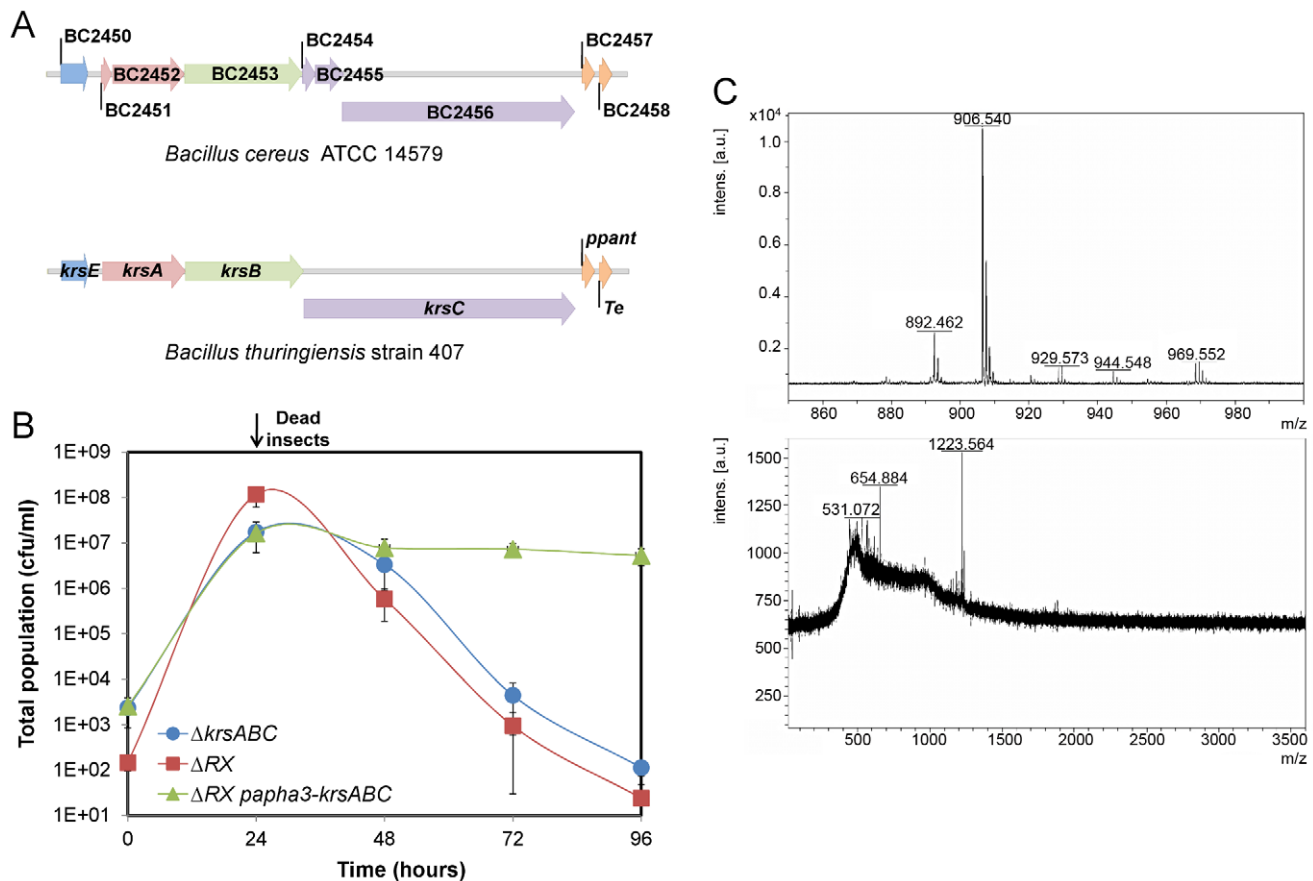 A
BC2450
BC2454
BC2457
BC2452
BC2453
BC2455
BC2451
BC2456
BC2458
Bacillus cereus ATCC 14579
ppant
krsE
krsA
krsB
krsC
Te
Bacillus thuringiensis strain 407
B
Dead
insects
Total population (cfu/ml)
1E+09
1E+08
1E+07
1E+06
1E+05
1E+04
1E+03
1E+02
1E+01
ΔkrsABC
ΔRX
ΔRX papha3-krsABC
0 24 48 72 96
Time (hours)
C
intens. [a.u.]
x10⁴
1.0
0.8
0.6
0.4
0.2
906.540
892.462
929.573
944.548
969.552
860 880 900 920 940 960 980
m/z
intens. [a.u.]
1500
1250
1000
750
500
250
1223.564
654.884
531.072
500 1000 1500 2000 2500 3000 3500
m/z